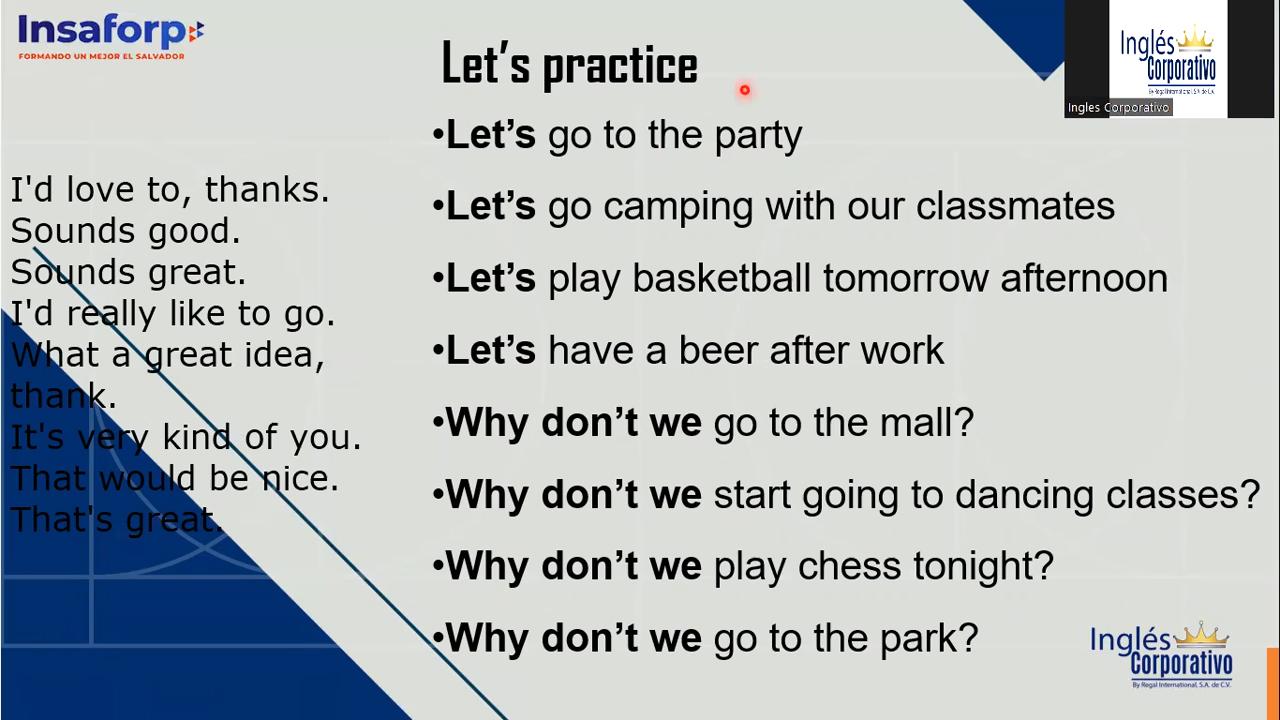 Insaforp
FORMANDO UN MEJOR EL SALVADOR
Let's practice
Inglés
Corporativo
By Regal International, S.A. de C.V.
Ingles Corporativo
I'd love to, thanks.
Sounds good.
Sounds great.
I'd really like to go.
What a great idea,
thank.
It's very kind of you.
That would be nice.
That's great.
•Let’s go to the party
•Let’s go camping with our classmates
•Let’s play basketball tomorrow afternoon
•Let’s have a beer after work
•Why don’t we go to the mall?
•Why don’t we start going to dancing classes?
•Why don’t we play chess tonight?
•Why don’t we go to the park?
Inglés
Corporativo
By Regal International, S.A. de C.V.